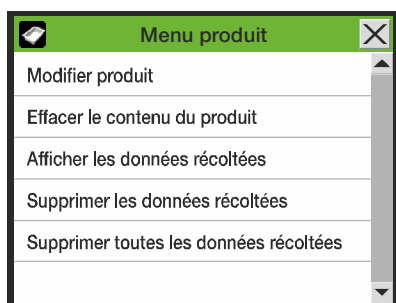 Menu produit
Modifier produit
Effacer le contenu du produit
Afficher les données récoltées
Supprimer les données récoltées
Supprimer toutes les données récoltées